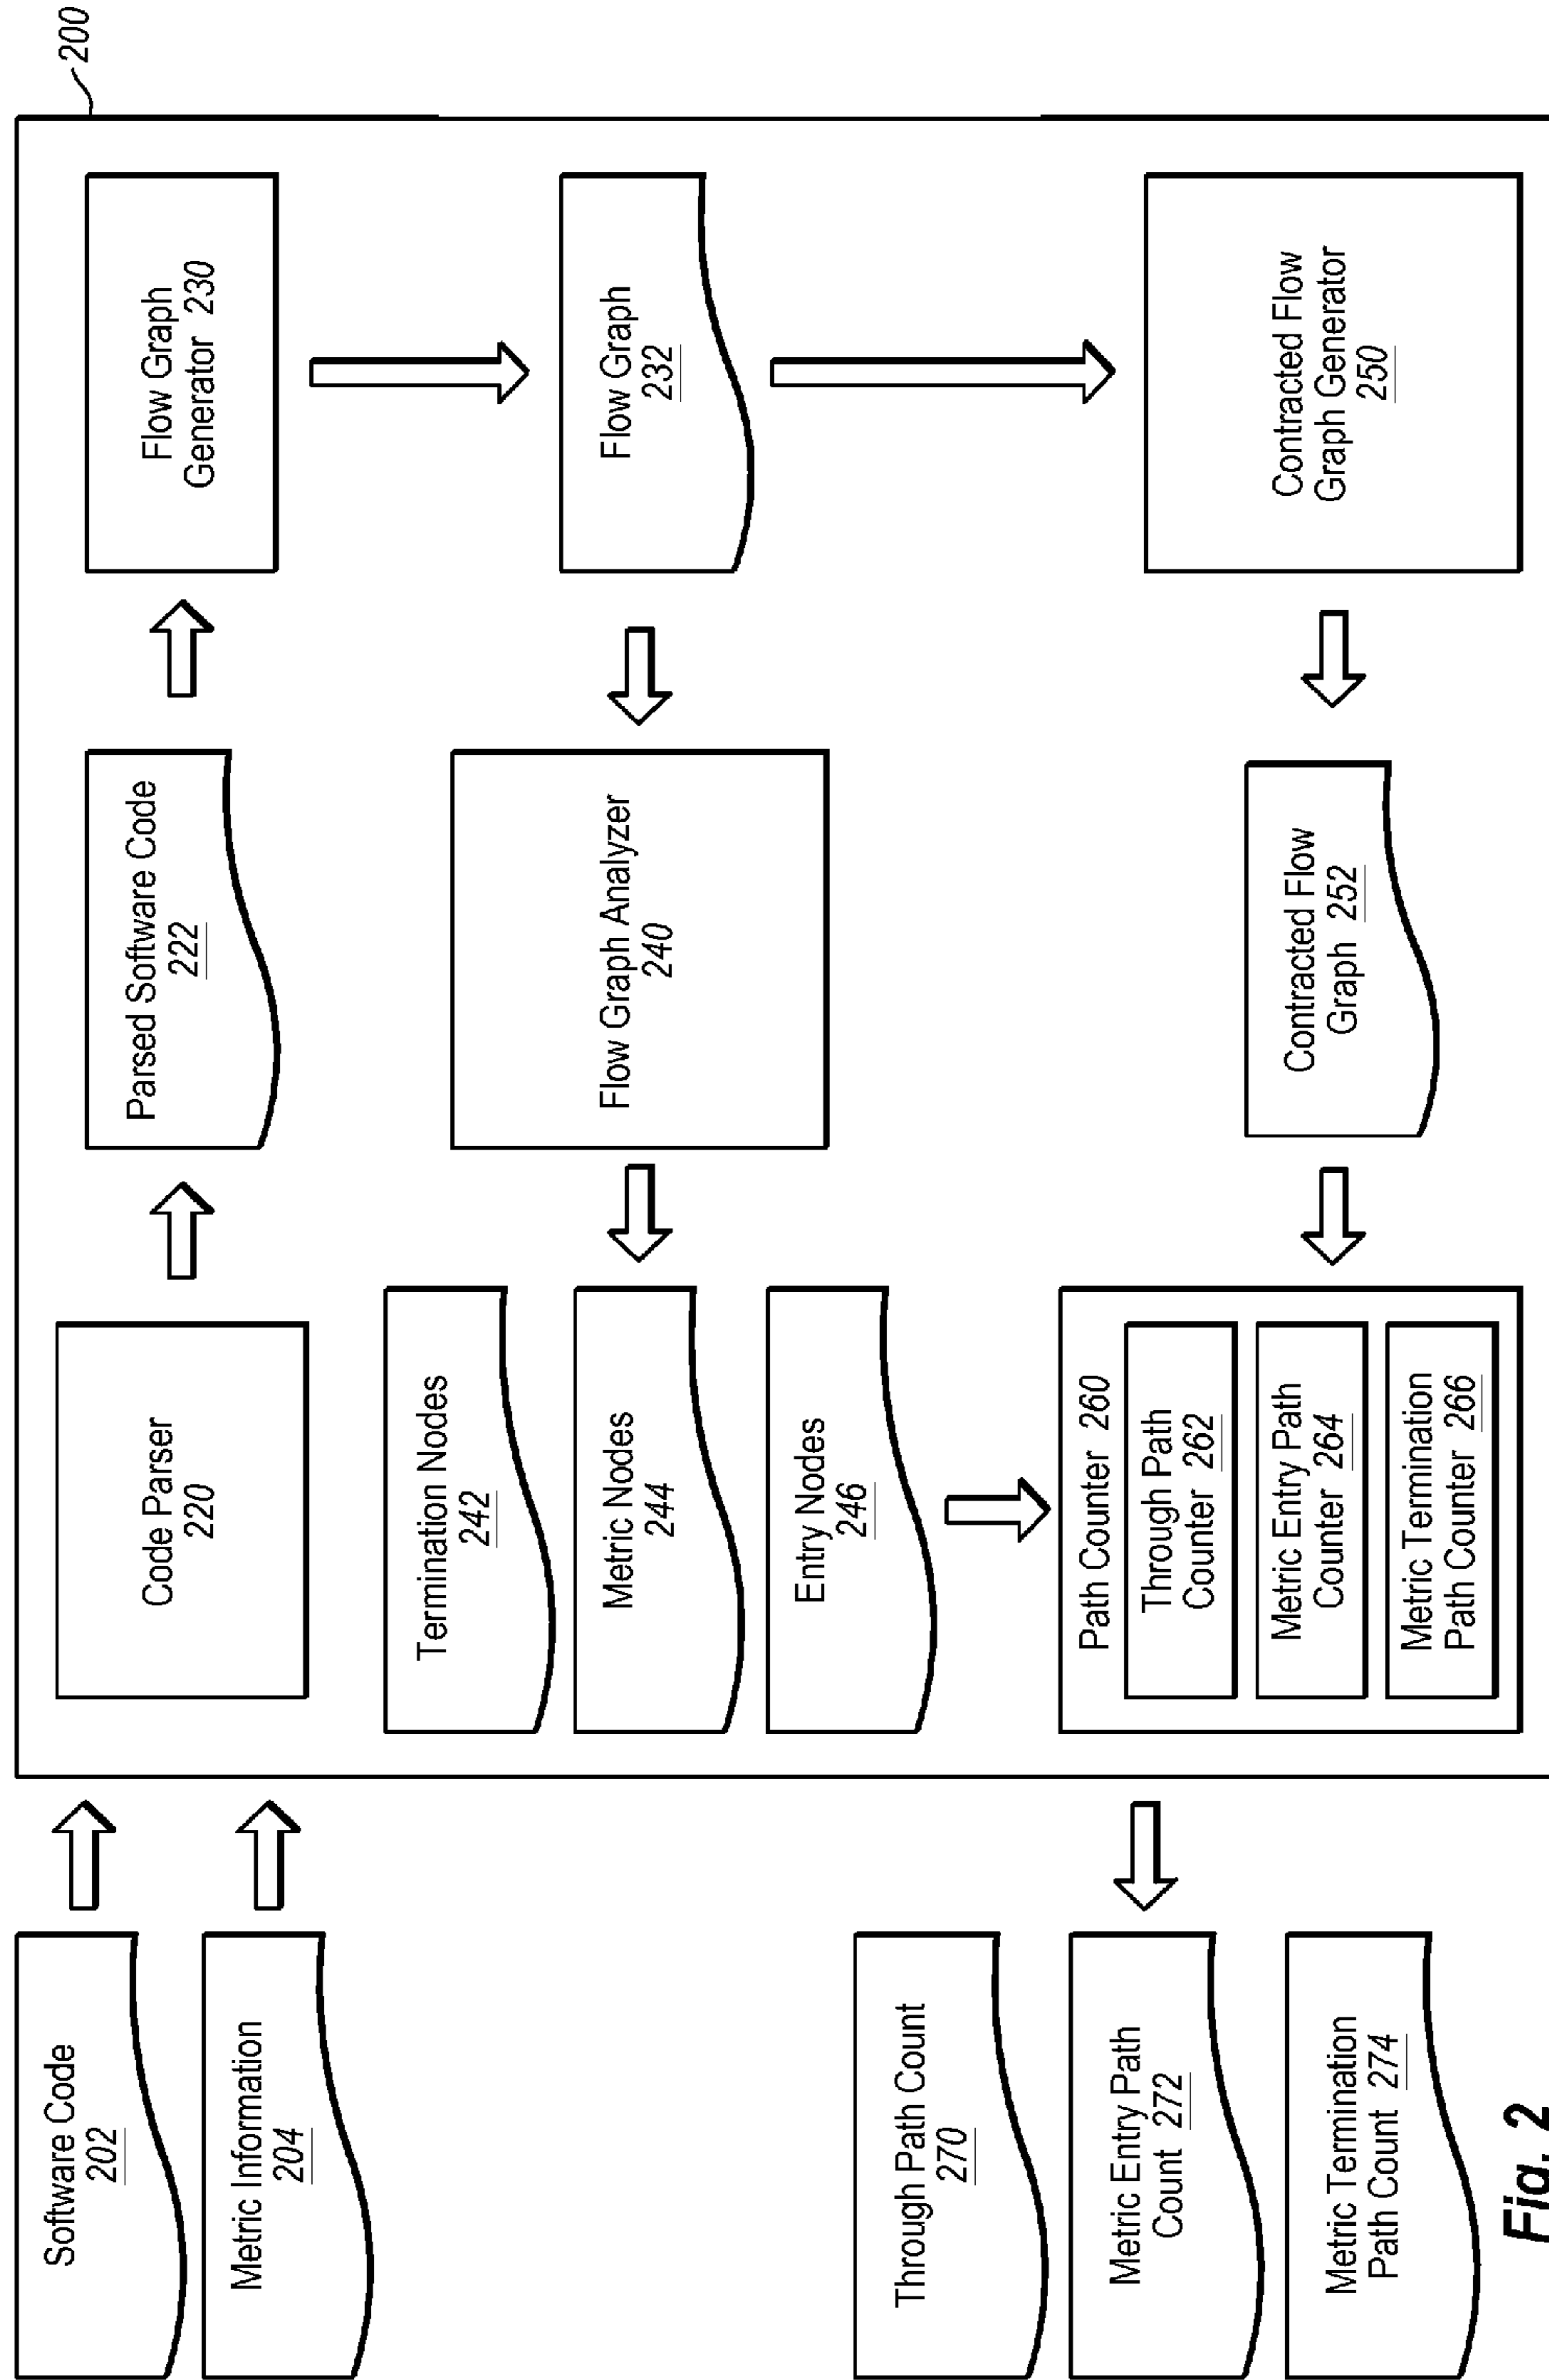 200
Software Code
202
Metric Information
204
Code Parser
220
Parsed Software Code
222
Flow Graph
Generator 230
Termination Nodes
242
Metric Nodes
244
Entry Nodes
246
Flow Graph Analyzer
240
Flow Graph
232
Through Path Count
270
Metric Entry Path
Count 272
Metric Termination
Path Count 274
Path Counter 260
Through Path
Counter 262
Metric Entry Path
Counter 264
Metric Termination
Path Counter 266
Contracted Flow
Graph 252
Contracted Flow
Graph Generator
250
Fig. 2